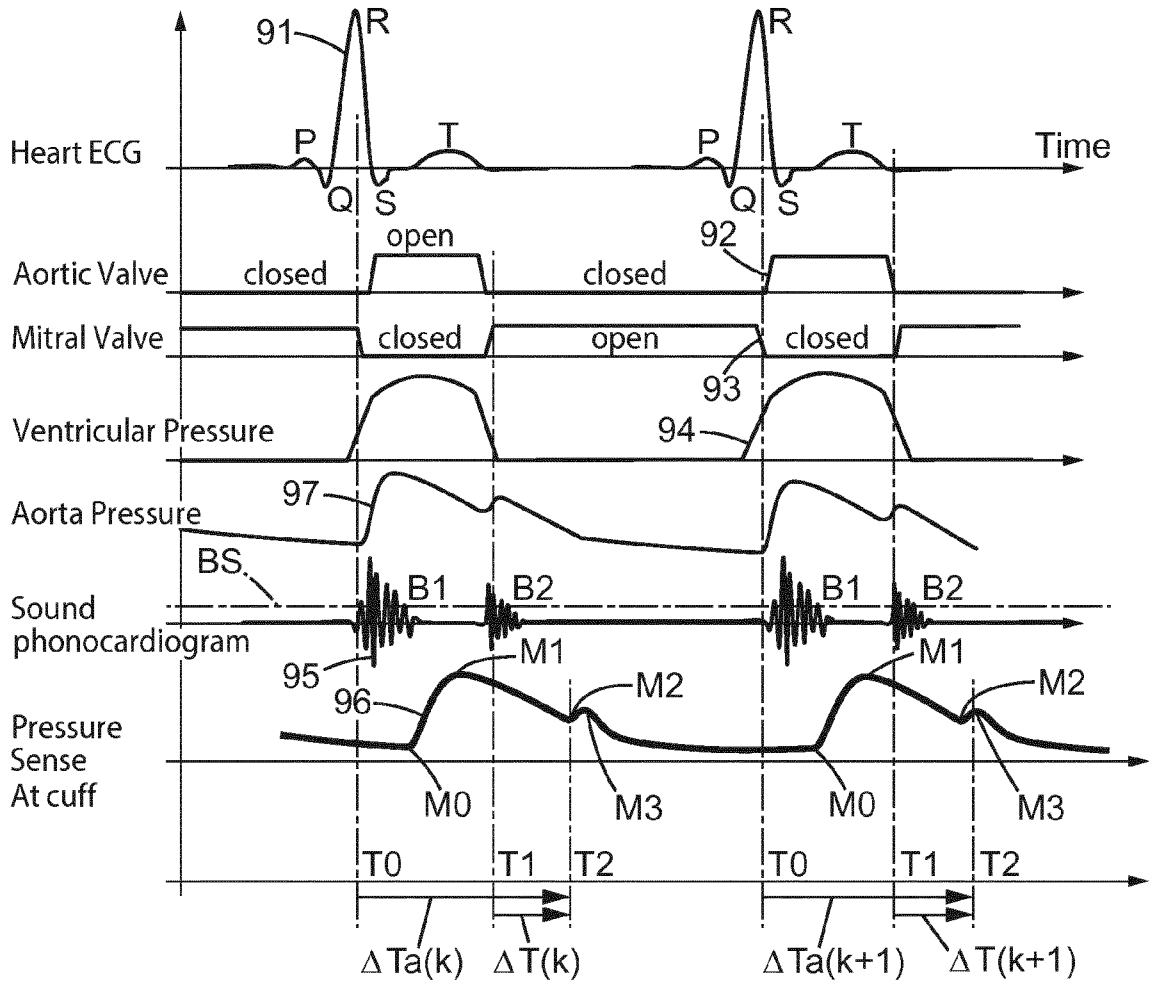 R R
91
P T P T
Heart ECG Time
Q S Q S
open 92
Aortic Valve closed closed
Mitral Valve closed open closed
93
Ventricular Pressure 94
97
Aorta Pressure
BS
B1 B2 B1 B2
Sound
phonocardiogram
95 M1 M1
96 M2 M2
Pressure
Sense
At cuff
M0 M3 M0 M3
T0 T1 T2 T0 T1 T2
ΔTa(k) ΔT(k) ΔTa(k+1) ΔT(k+1)